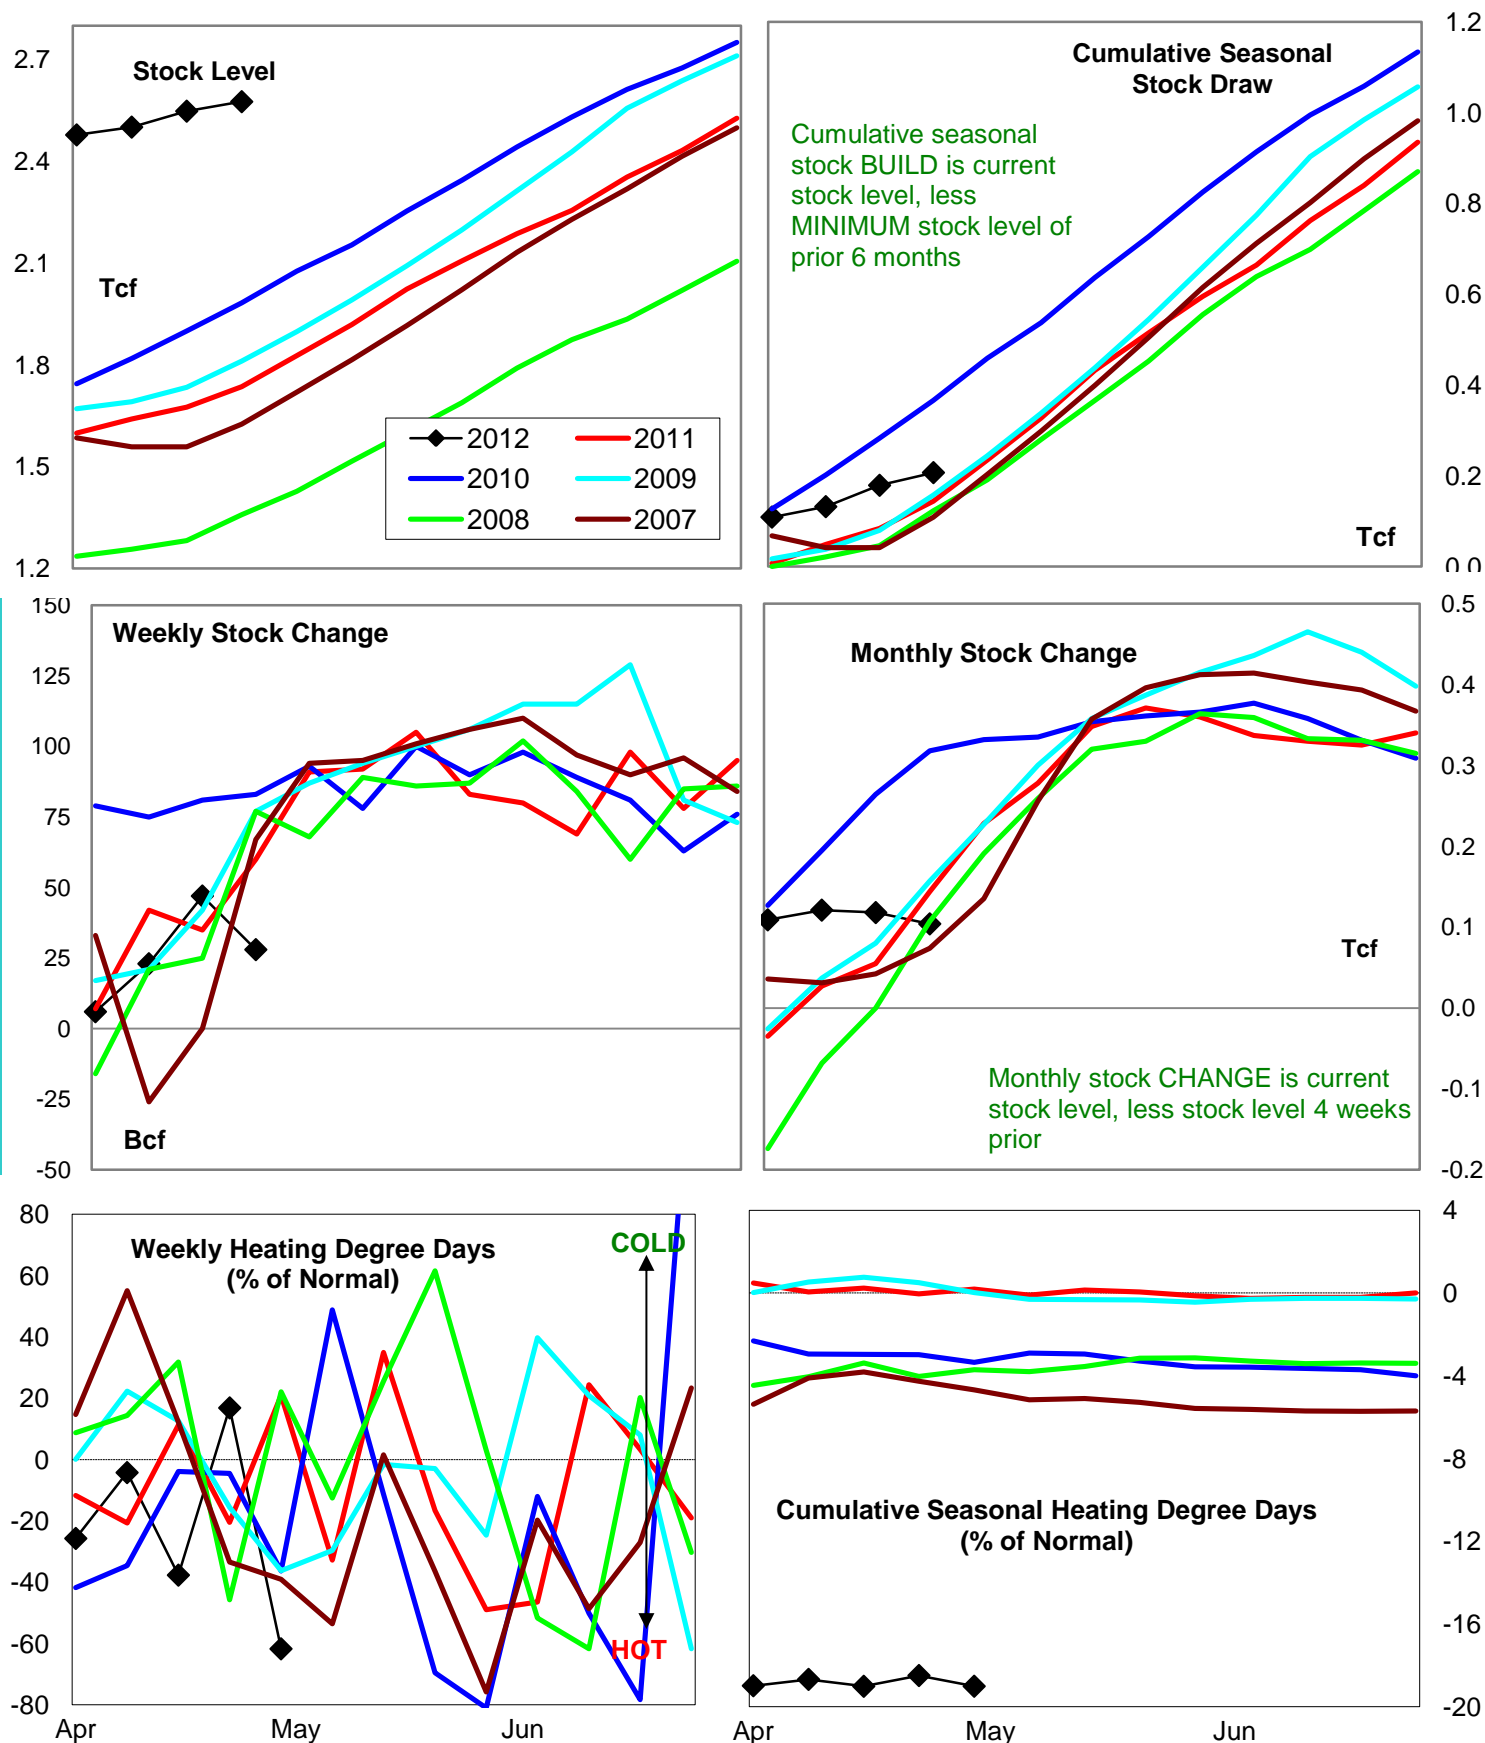 Stock Level
Tcf
2.7
2.4
2.1
1.8
1.5
1.2
2012
2011
2010
2009
2008
2007
Cumulative Seasonal
Stock Draw
Cumulative seasonal
stock BUILD is current
stock level, less
MINIMUM stock level of
prior 6 months
Tcf
1.2
1.0
0.8
0.6
0.4
0.2
0.0
Weekly Stock Change
Bcf
150
125
100
75
50
25
0
-25
-50
Monthly Stock Change
Tcf
Monthly stock CHANGE is current
stock level, less stock level 4 weeks
prior
0.5
0.4
0.3
0.2
0.1
0.0
-0.1
-0.2
Weekly Heating Degree Days
(% of Normal)
COLD
HOT
80
60
40
20
0
-20
-40
-60
-80
Apr
May
Jun
Cumulative Seasonal Heating Degree Days
(% of Normal)
4
0
-4
-8
-12
-16
-20
Apr
May
Jun